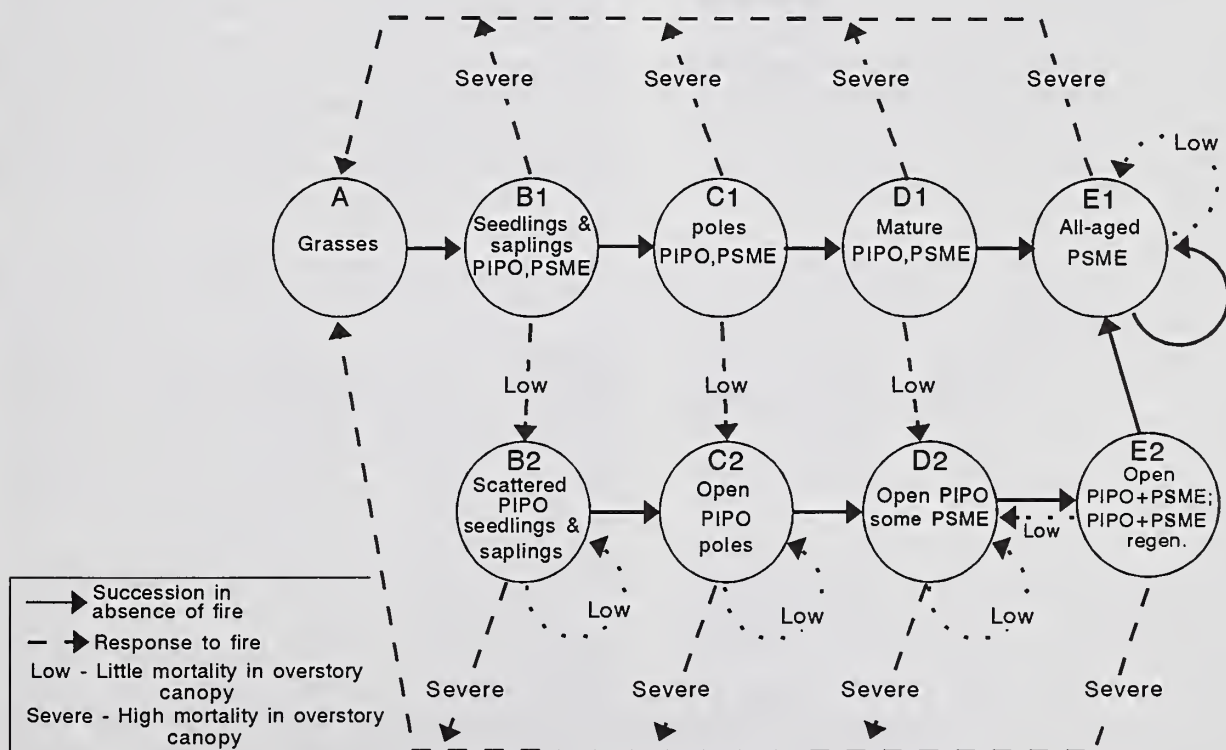 Severe
Severe
Severe
Severe
Low
A
Grasses
B1
Seedlings &
saplings
PIPO,PSME
C1
poles
PIPO,PSME
D1
Mature
PIPO,PSME
E1
All-aged
PSME
Low
Low
Low
B2
Scattered
PIPO
seedlings &
saplings
C2
Open
PIPO
poles
D2
Open PIPO
some PSME
E2
Open
PIPO+PSME;
PIPO+PSME
regen.
Low
Low
Low
Low
Severe
Severe
Severe
Severe
Succession in
absence of fire
Response to fire
Low - Little mortality in overstory
canopy
Severe - High mortality in overstory
canopy